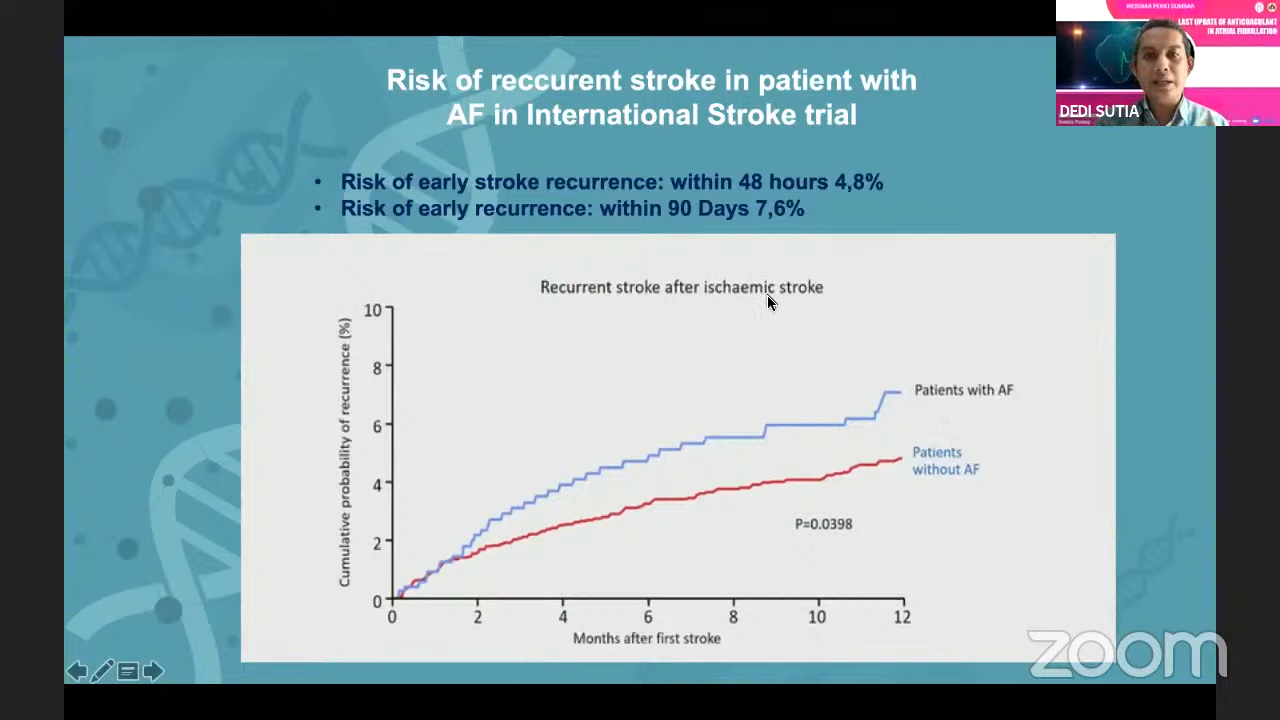 WEBINAR PERKI SUMBAR
LAST UPDATE OF ANTICOAGULANT
IN ATRIAL FIBRILLATION
DEDI SUTIA
Risk of reccurent stroke in patient with
AF in International Stroke trial
• Risk of early stroke recurrence: within 48 hours 4,8%
• Risk of early recurrence: within 90 Days 7,6%
Recurrent stroke after ischaemic stroke
Cumulative probability of recurrence (%)
10
8
6
4
2
0
Patients with AF
Patients
without AF
P=0.0398
0 2 4 6 8 10 12
Months after first stroke
zoom